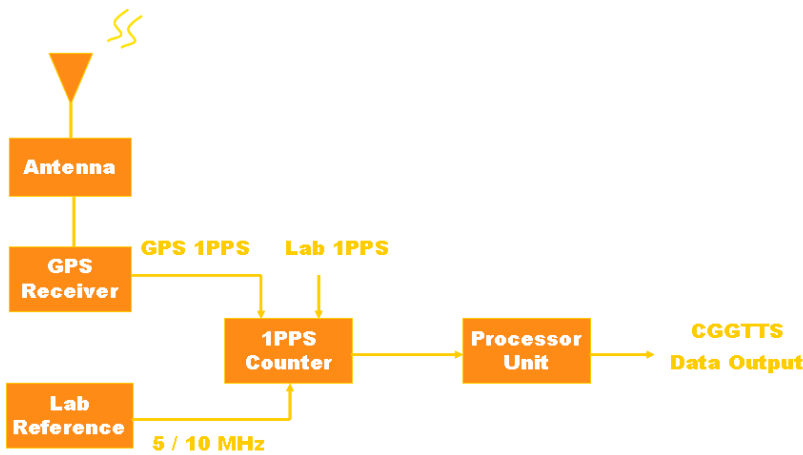 Antenna
GPS 1PPS
Lab 1PPS
GPS
Receiver
1PPS
Counter
Processor
Unit
CGGTTS
Data Output
Lab
Reference
5 / 10 MHz